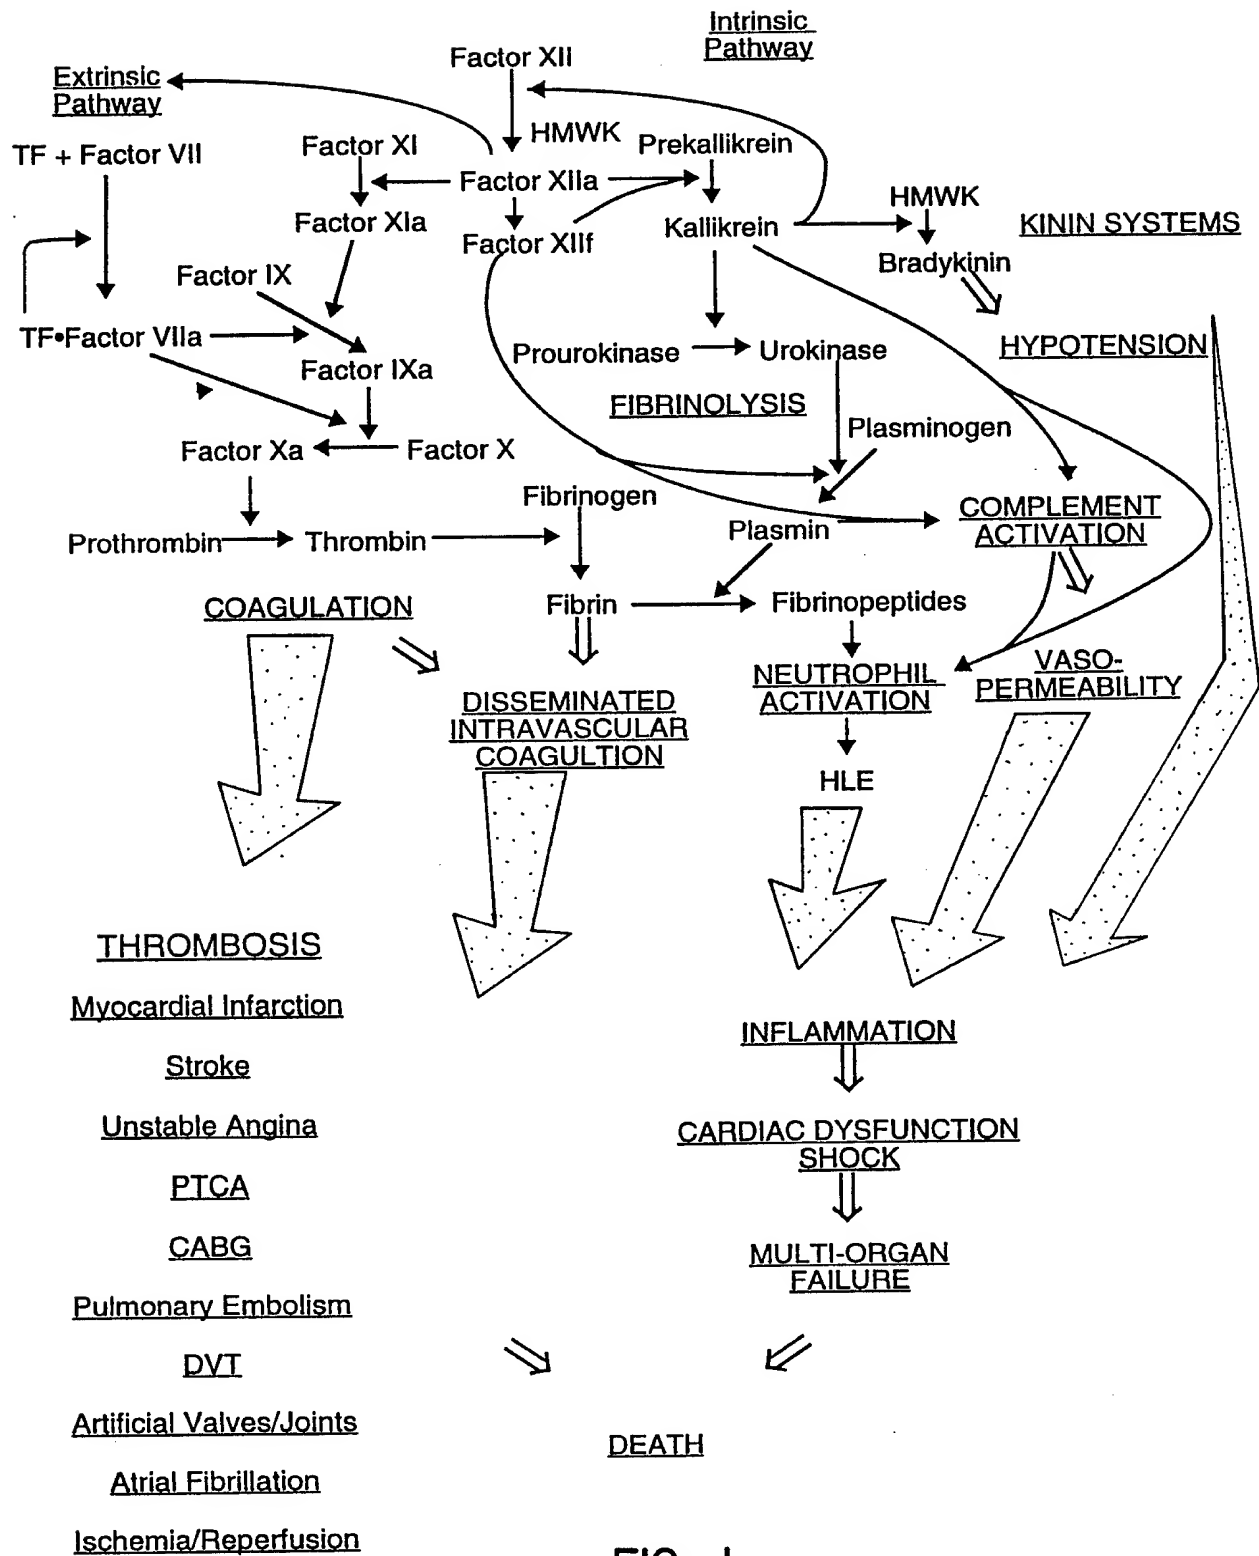 Intrinsic
Pathway
Factor XII
Extrinsic
Pathway
HMWK
Factor XI
Prekallikrein
TF + Factor VII
Factor XIIa
HMWK
Factor XIa
Kallikrein
KININ SYSTEMS
Factor XIIf
Bradykinin
Factor IX
TF•Factor VIIa
HYPOTENSION
Prourokinase
Urokinase
Factor IXa
FIBRINOLYSIS
Plasminogen
Factor Xa
Factor X
Fibrinogen
COMPLEMENT
ACTIVATION
Plasmin
Prothrombin
Thrombin
COAGULATION
Fibrin
Fibrinopeptides
VASO-
PERMEABILITY
NEUTROPHIL
ACTIVATION
DISSEMINATED
INTRAVASCULAR
COAGULTION
HLE
THROMBOSIS
Myocardial Infarction
Stroke
Unstable Angina
PTCA
CABG
Pulmonary Embolism
DVT
Artificial Valves/Joints
Atrial Fibrillation
Ischemia/Reperfusion
INFLAMMATION
CARDIAC DYSFUNCTION
SHOCK
MULTI-ORGAN
FAILURE
DEATH